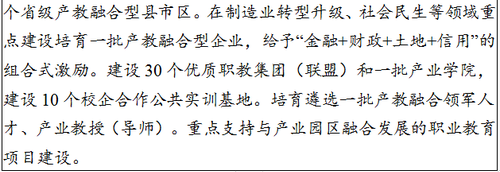 个省级产教融合型县市区。在制造业转型升级、社会民生等领域重
点建设培育一批产教融合型企业，给予“金融+财政+土地+信用”的
组合式激励。建设 30 个优质职教集团（联盟）和一批产业学院，
建设 10 个校企合作公共实训基地。培育遴选一批产教融合领军人
才、产业教授（导师）。重点支持与产业园区融合发展的职业教育
项目建设。